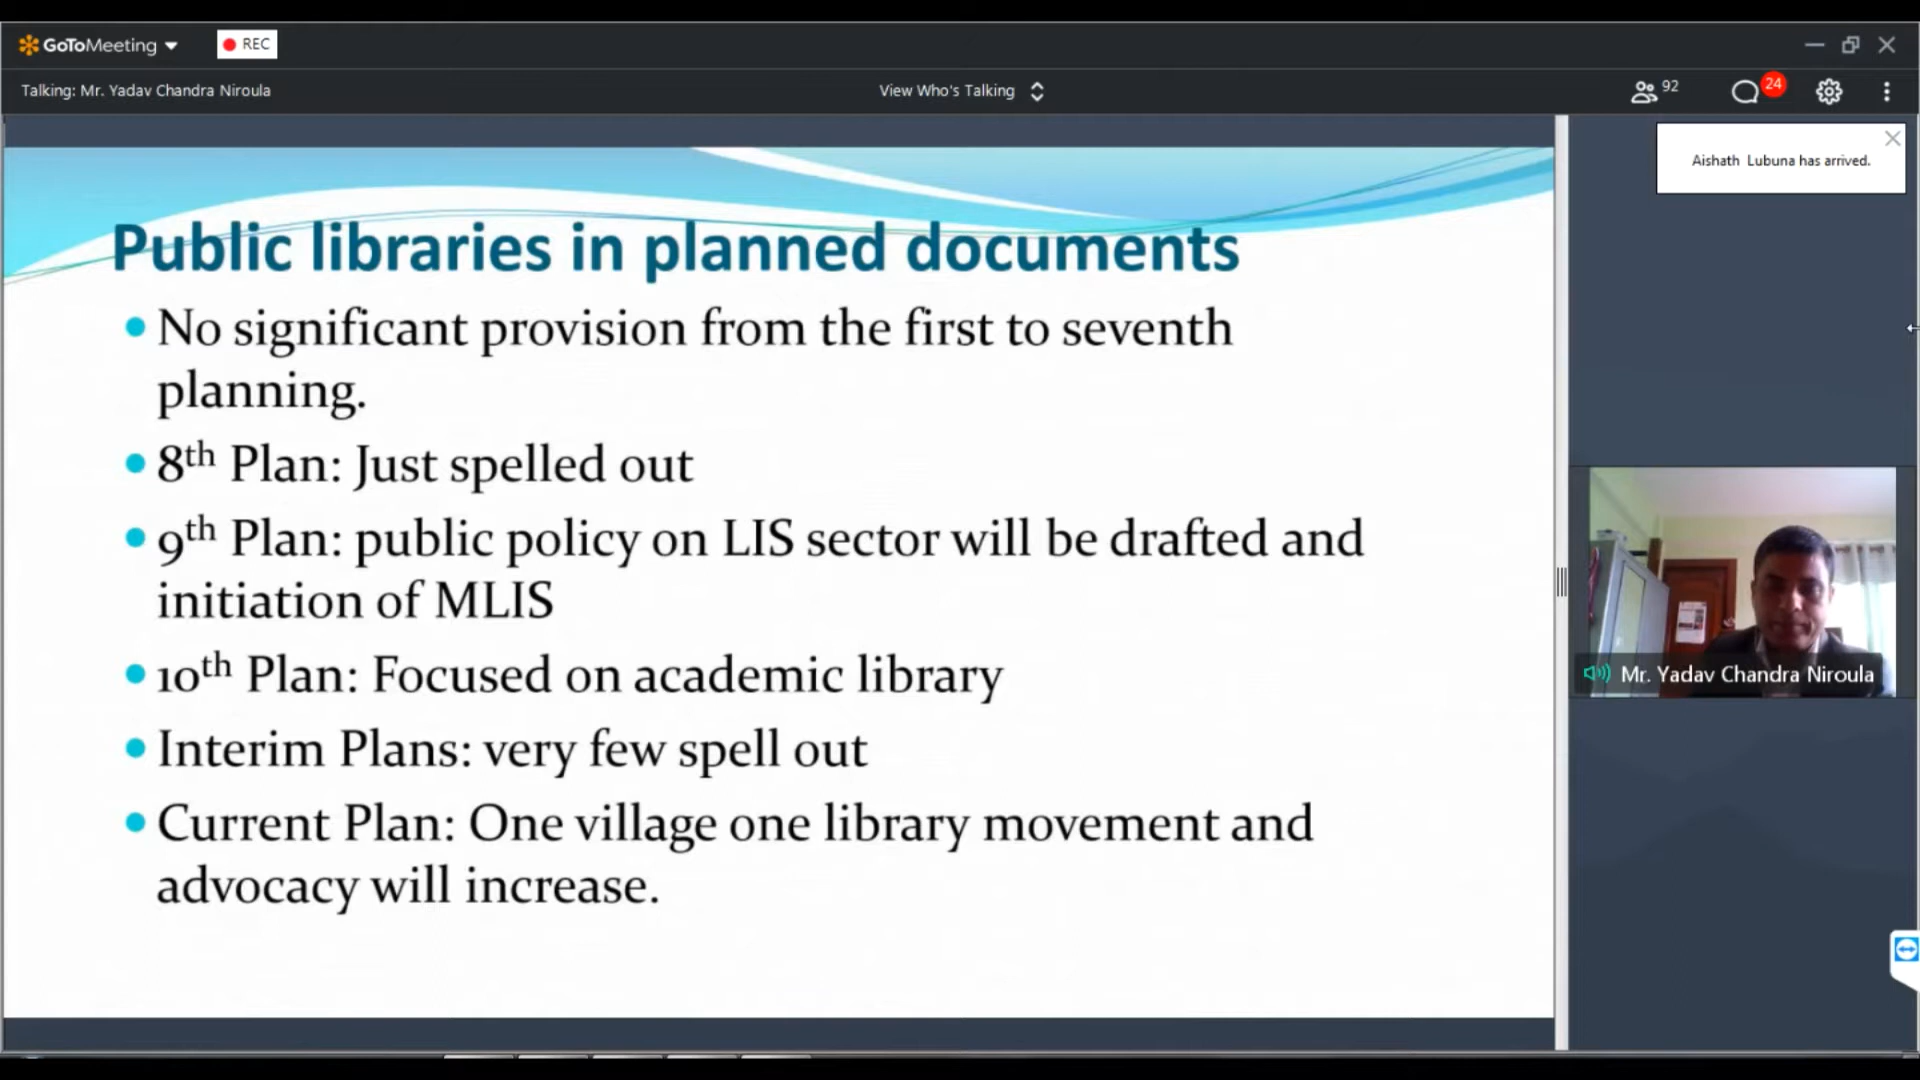 GoToMeeting
REC
Talking: Mr. Yadav Chandra Niroula
View Who's Talking
92
24
Aishath Lubuna has arrived.
Public libraries in planned documents
No significant provision from the first to seventh
planning.
8th Plan: Just spelled out
9th Plan: public policy on LIS sector will be drafted and
initiation of MLIS
10th Plan: Focused on academic library
Interim Plans: very few spell out
Current Plan: One village one library movement and
advocacy will increase.
Mr. Yadav Chandra Niroula